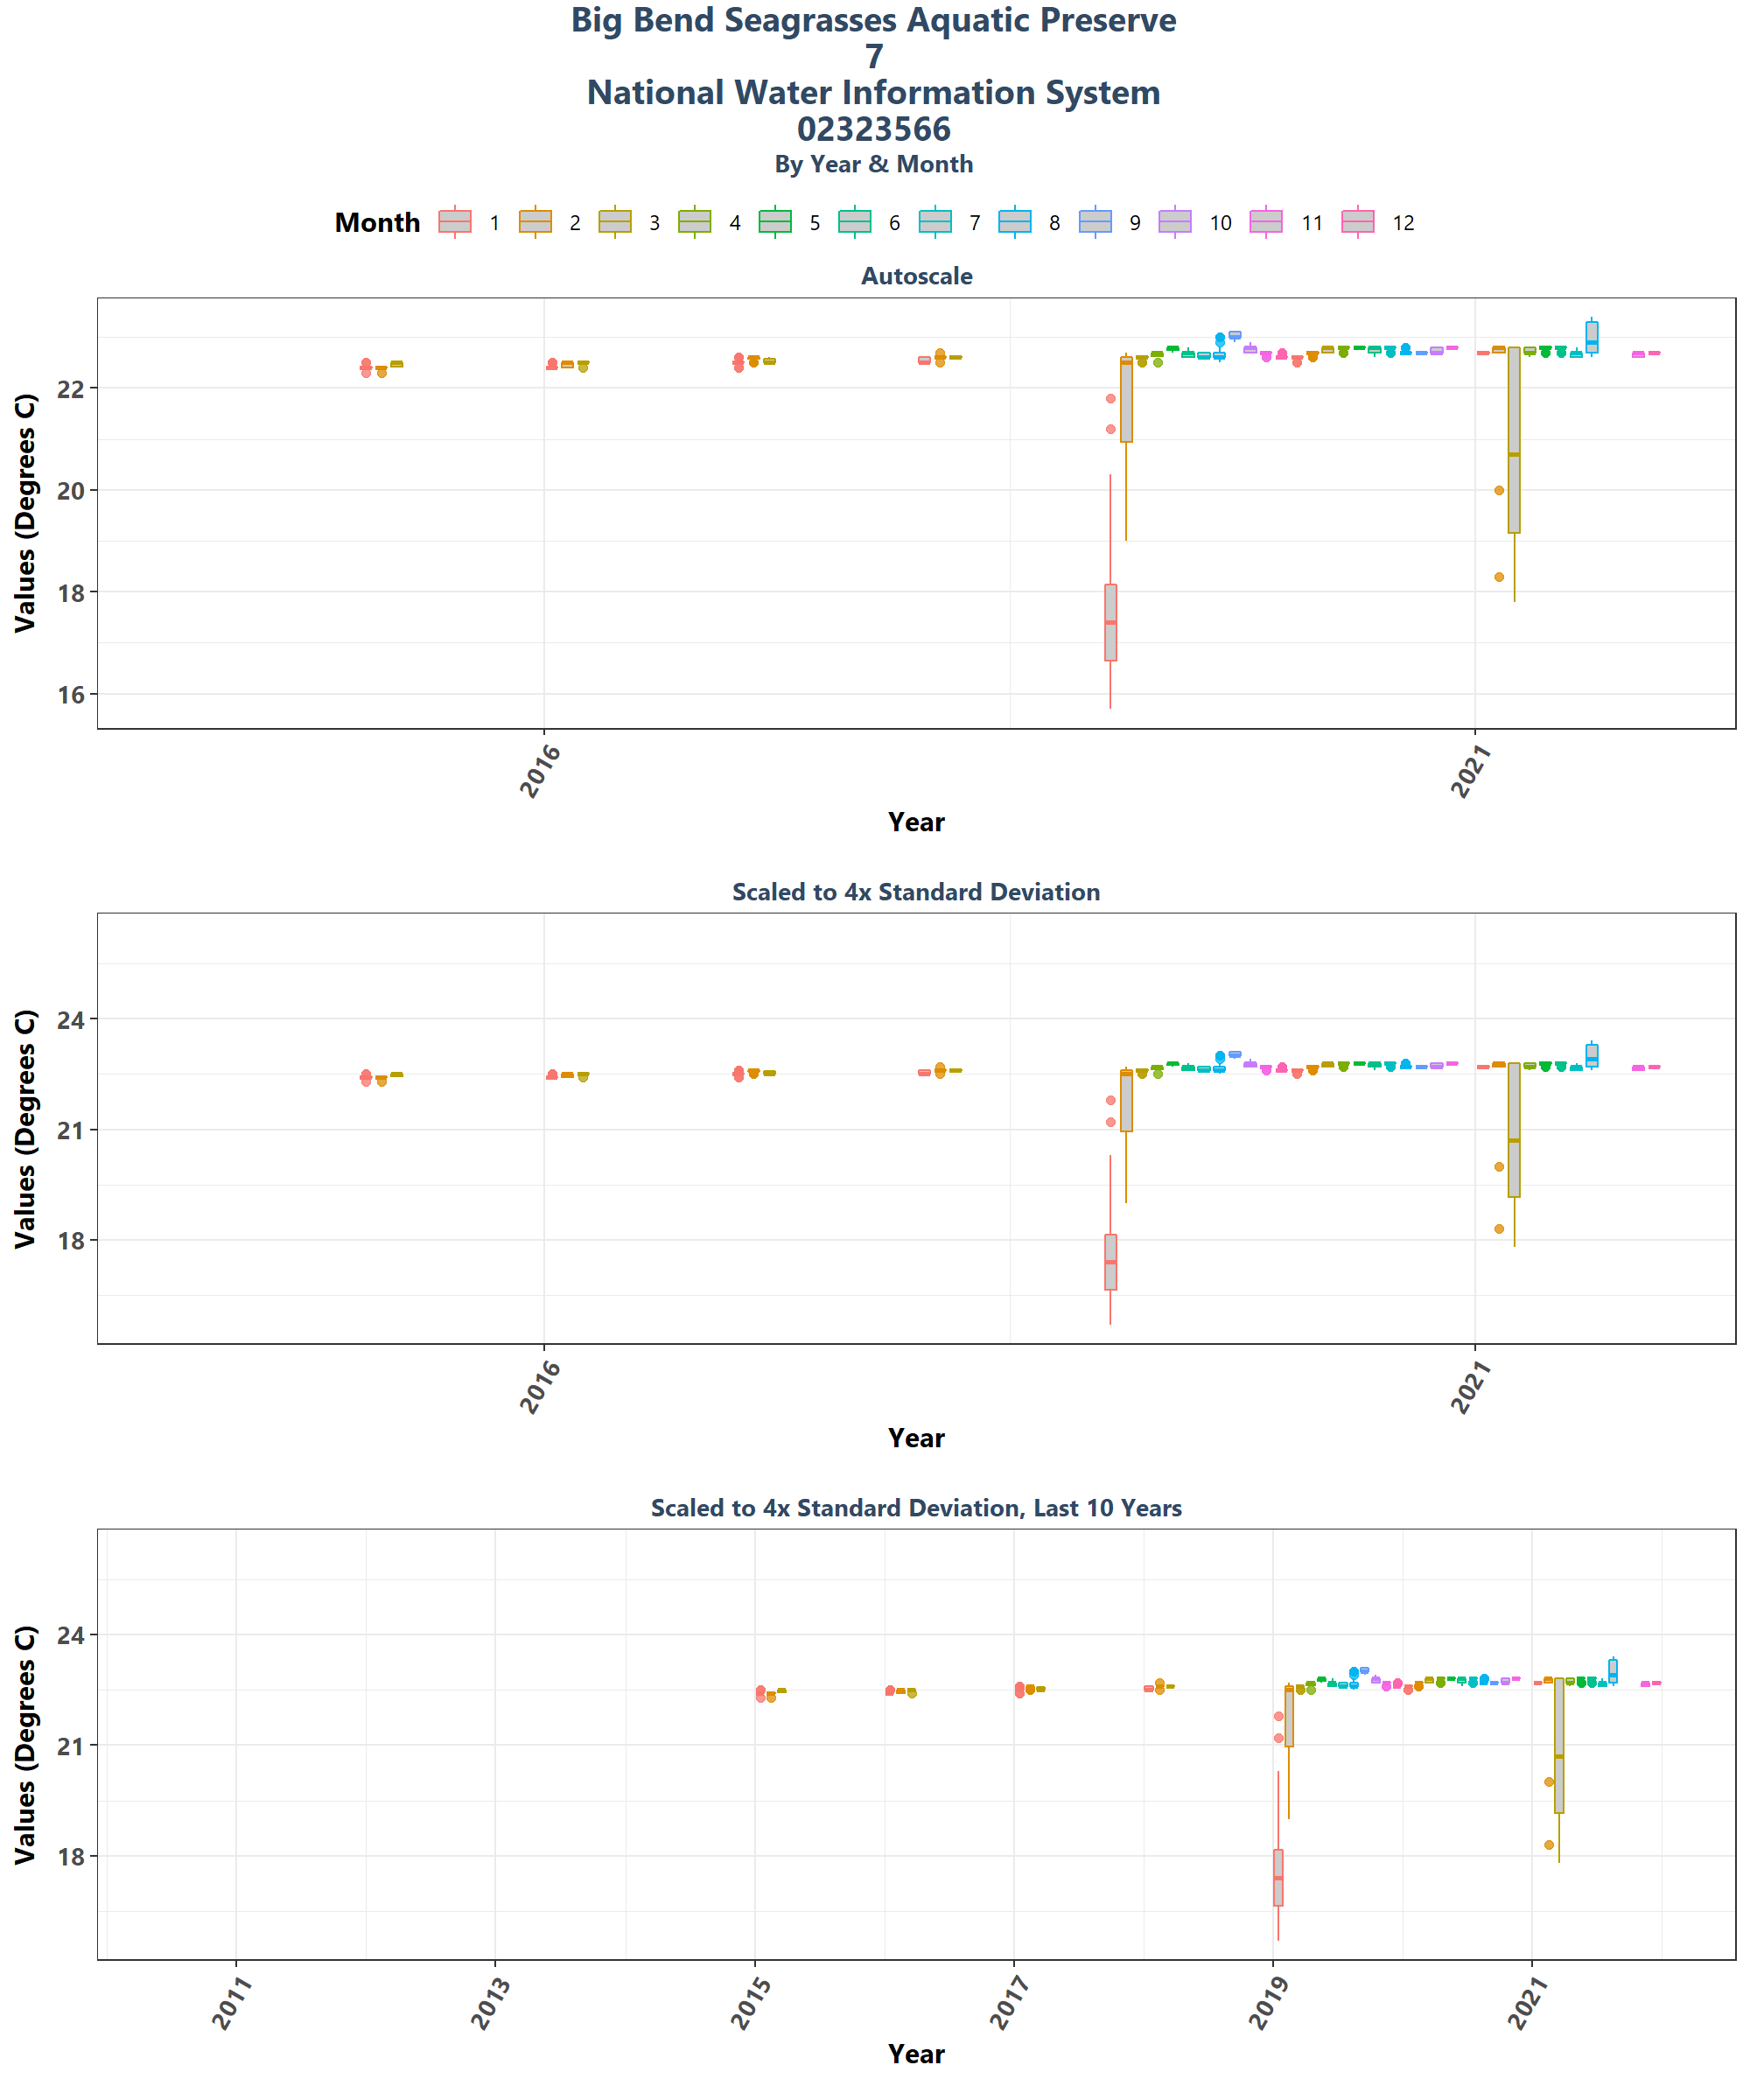 Big Bend Seagrasses Aquatic Preserve
7
National Water Information System
02323566
By Year & Month
Month 1 2 3 4 5 6 7 8 9 10 11 12
Autoscale
Values (Degrees C)
22
20
18
16
2016 2021
Year
Scaled to 4x Standard Deviation
Values (Degrees C)
24
21
18
2016 2021
Year
Scaled to 4x Standard Deviation, Last 10 Years
Values (Degrees C)
24
21
18
2011 2013 2015 2017 2019 2021
Year